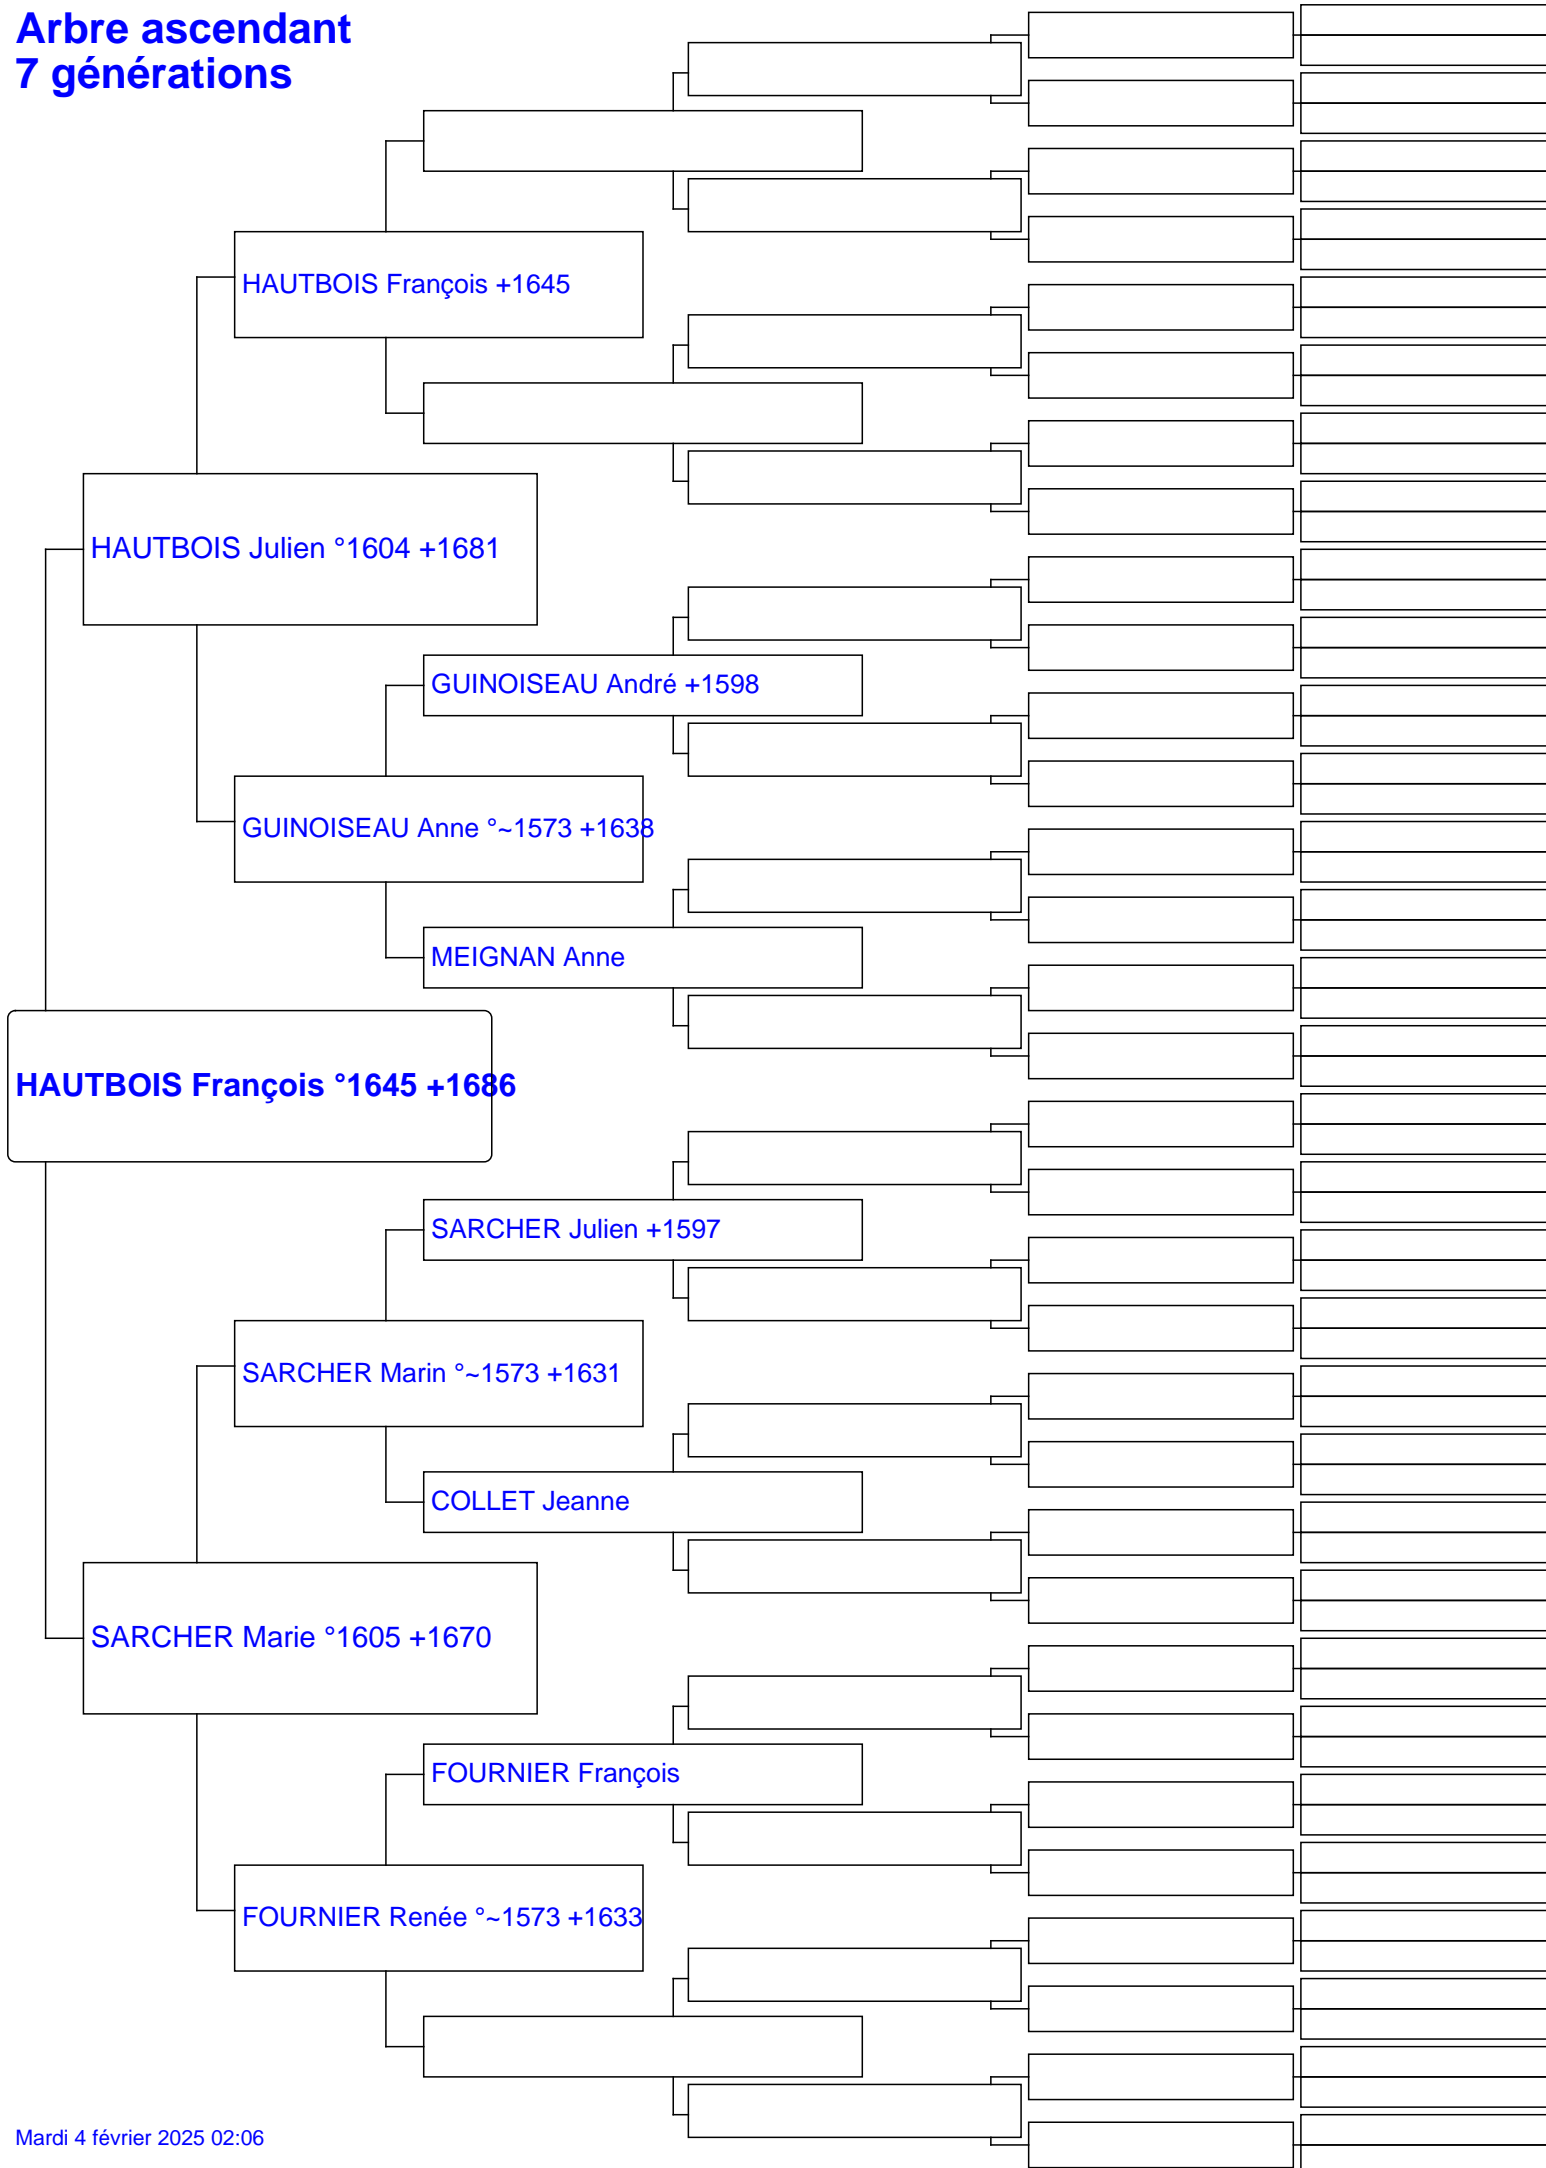 Arbre ascendant
7 générations
HAUTBOIS François +1645
HAUTBOIS Julien °1604 +1681
GUINOISEAU André +1598
GUINOISEAU Anne °~1573 +1638
MEIGNAN Anne
HAUTBOIS François °1645 +1686
SARCHER Julien +1597
SARCHER Marin °~1573 +1631
COLLET Jeanne
SARCHER Marie °1605 +1670
FOURNIER François
FOURNIER Renée °~1573 +1633
Mardi 4 février 2025 02:06